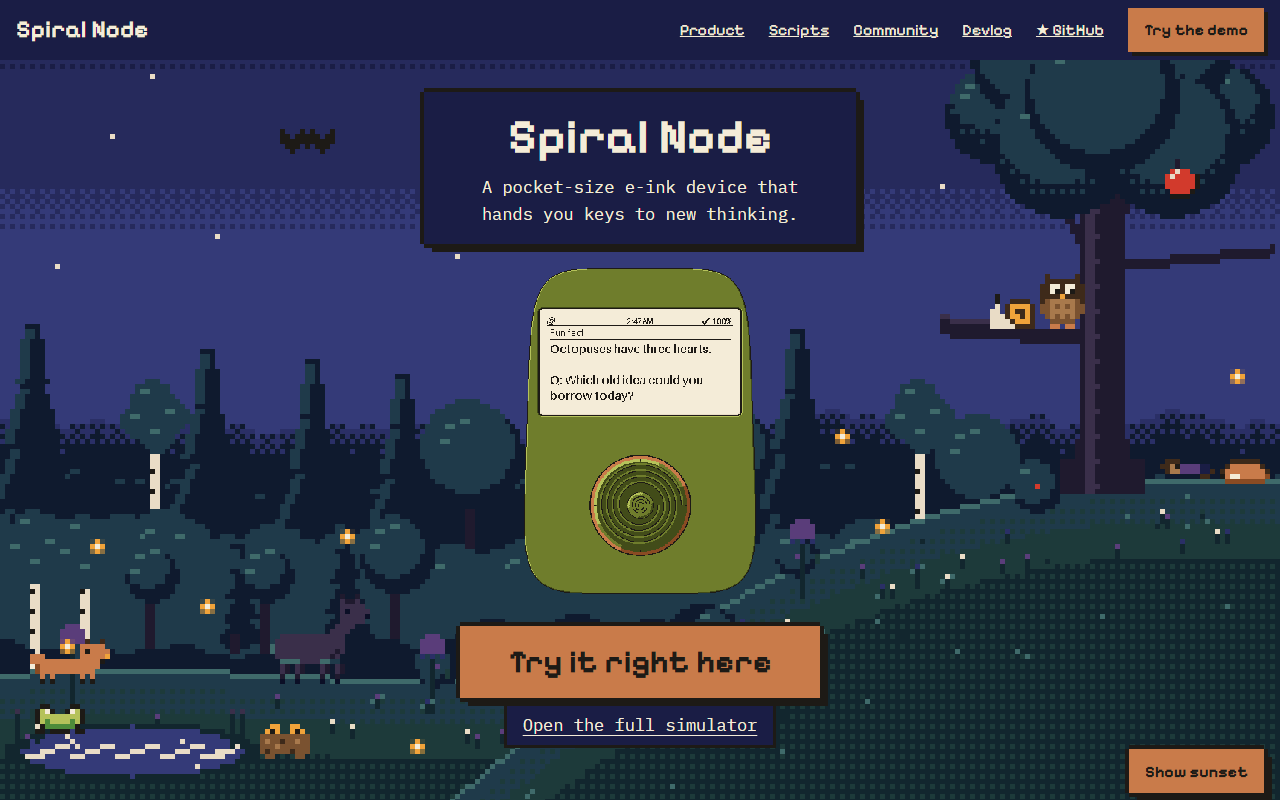 Spiral Node
Product
Scripts
Community
Devlog
★ GitHub
Try the demo
Spiral Node
A pocket-size e-ink device that
hands you keys to new thinking.
2:47AM
✓ 100%
Fun fact
Octopuses have three hearts.
Q: Which old idea could you
borrow today?
Try it right here
Open the full simulator
Show sunset